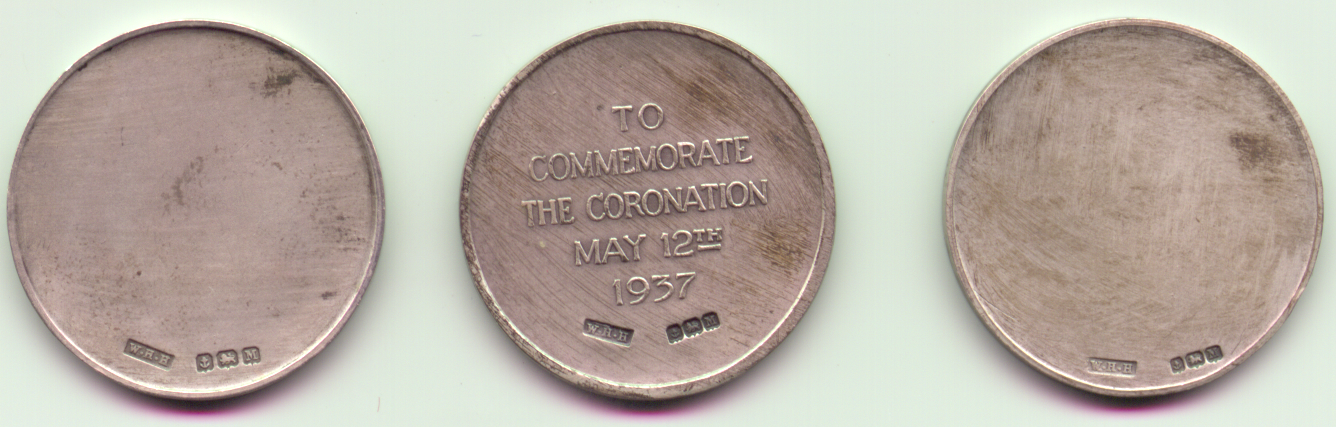 W·H·H M
TO
COMMEMORATE
THE CORONATION
MAY 12TH
1937
W·H·H M
W·H·H M